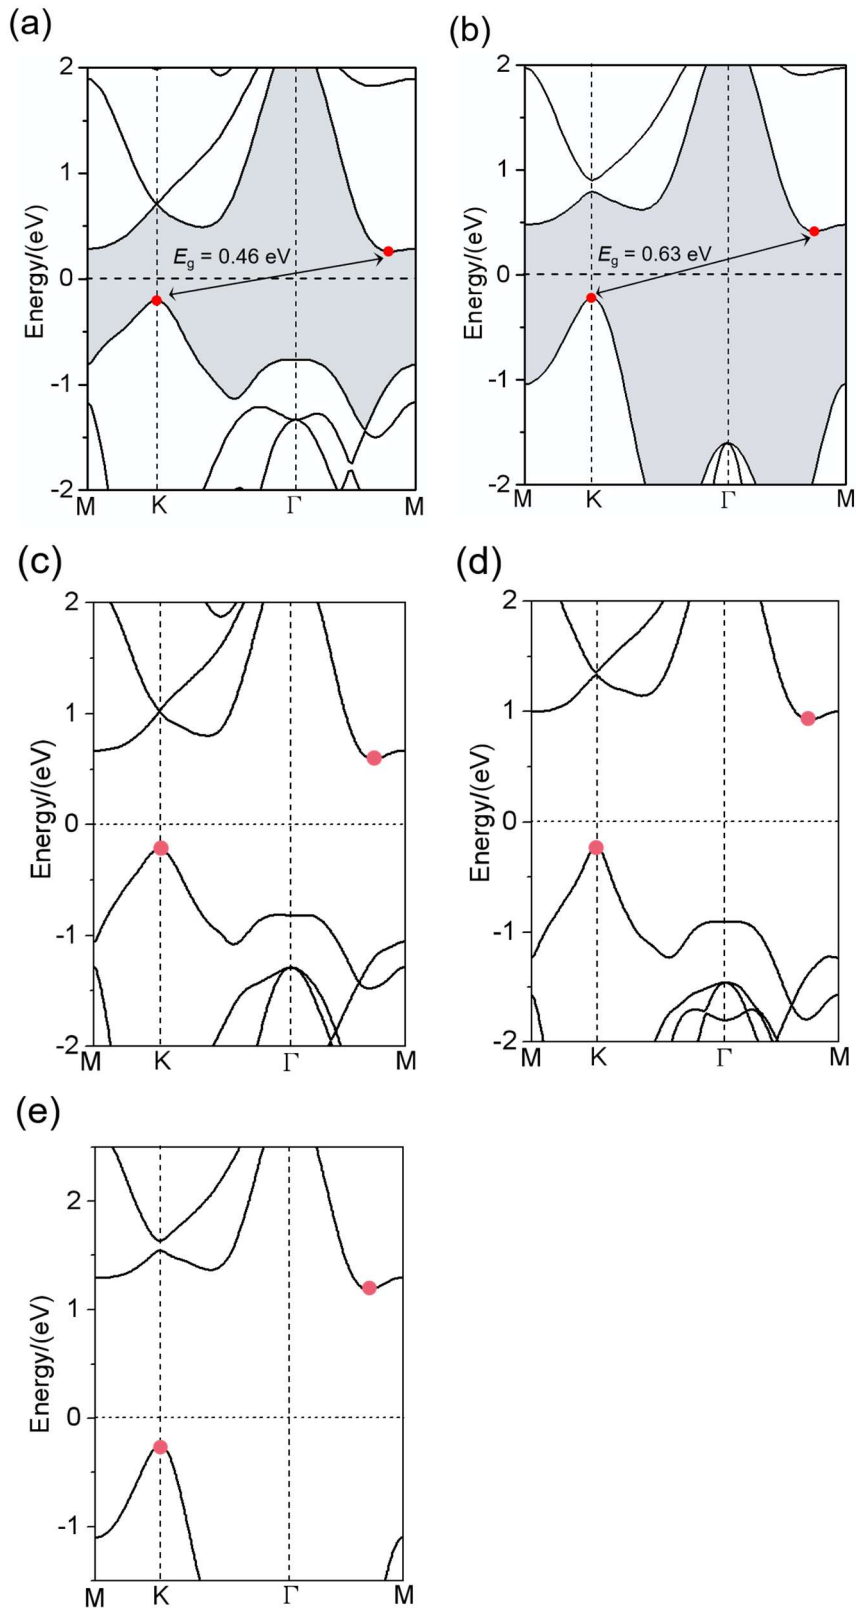 (a)
(b)
Energy/(eV)
2
1
0
-1
-2
E_g = 0.46 eV
M K Γ M
Energy/(eV)
2
1
0
-1
-2
E_g = 0.63 eV
M K Γ M
(c)
(d)
Energy/(eV)
2
1
0
-1
-2
M K Γ M
Energy/(eV)
2
1
0
-1
-2
M K Γ M
(e)
Energy/(eV)
2
1
0
-1
M K Γ M